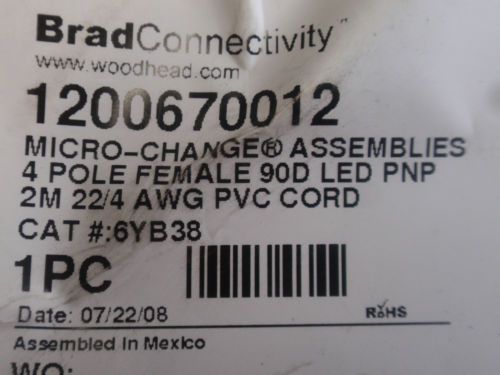 BradConnectivity™
www.woodhead.com
1200670012
MICRO-CHANGE® ASSEMBLIES
4 POLE FEMALE 90D LED PNP
2M 22/4 AWG PVC CORD
CAT #:6YB38
1PC
Date: 07/22/08
RoHS
Assembled In Mexico
WO: